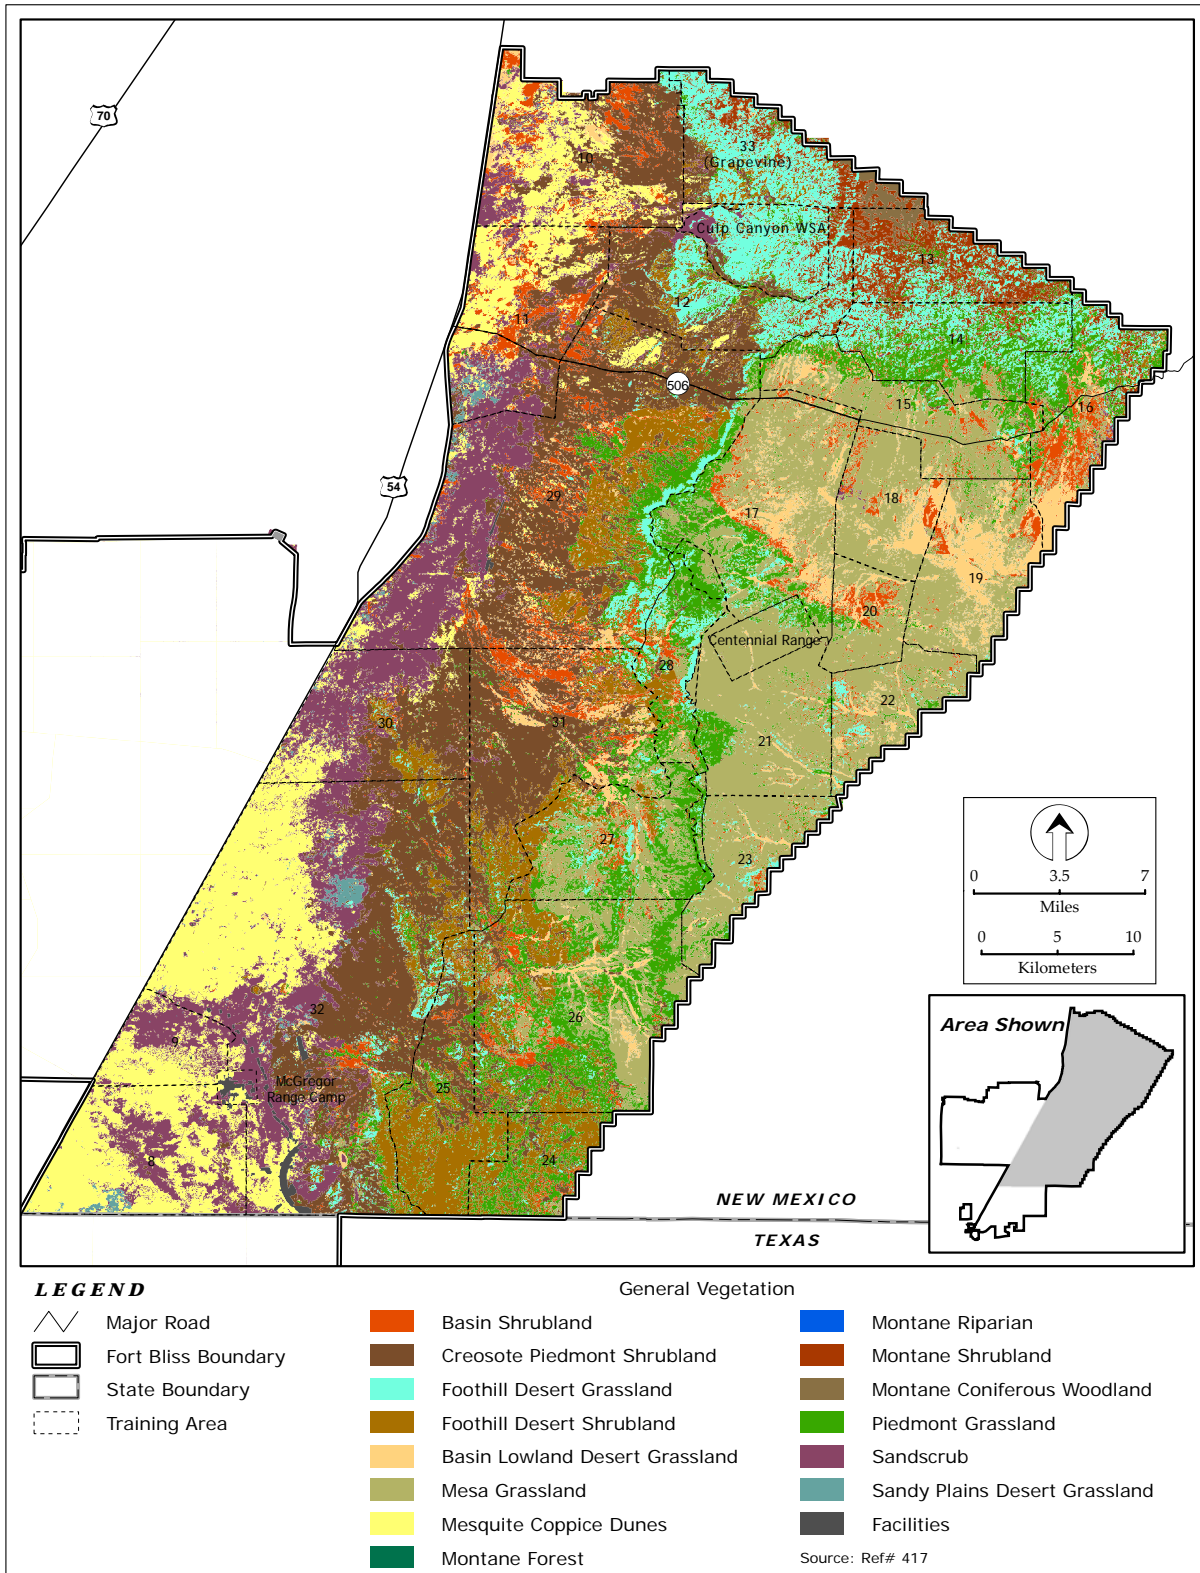 70
10
33
(Grapevine)
Culp Canyon WSA
13
12
11
14
506
15
16
54
29
18
17
19
20
Centennial Range
28
22
30
31
21
27
23
0 3.5 7
Miles
0 5 10
Kilometers
26
32
9
McGregor
Range Camp
25
8
24
Area Shown
NEW MEXICO
TEXAS
LEGEND
Major Road
Fort Bliss Boundary
State Boundary
Training Area
General Vegetation
Basin Shrubland
Creosote Piedmont Shrubland
Foothill Desert Grassland
Foothill Desert Shrubland
Basin Lowland Desert Grassland
Mesa Grassland
Mesquite Coppice Dunes
Montane Forest
Montane Riparian
Montane Shrubland
Montane Coniferous Woodland
Piedmont Grassland
Sandscrub
Sandy Plains Desert Grassland
Facilities
Source: Ref# 417